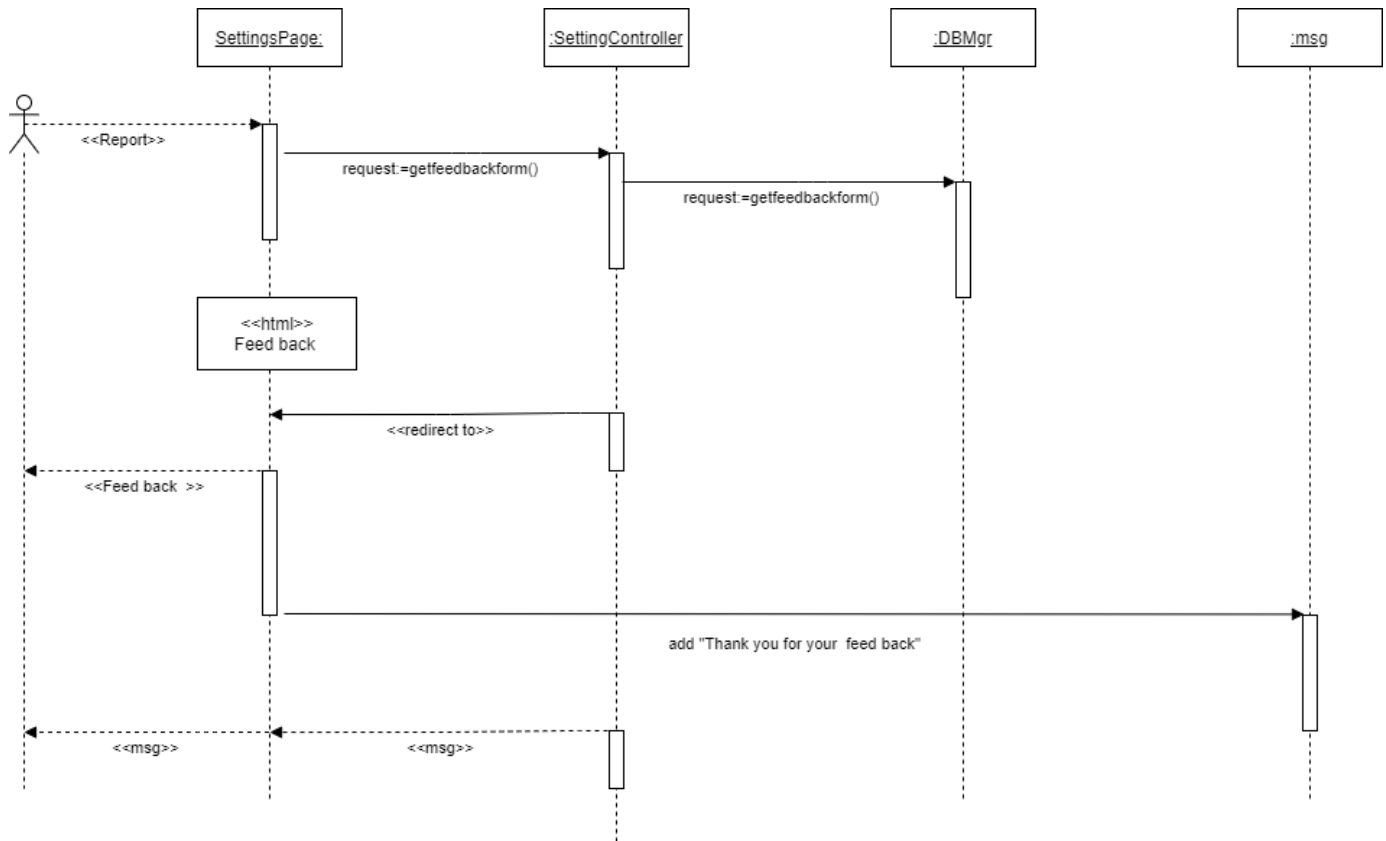 SettingsPage:
:SettingController
:DBMgr
:msg
<<Report>>
request:=getfeedbackform()
request:=getfeedbackform()
<<html>>
Feed back
<<redirect to>>
<<Feed back  >>
add "Thank you for your  feed back"
<<msg>>
<<msg>>